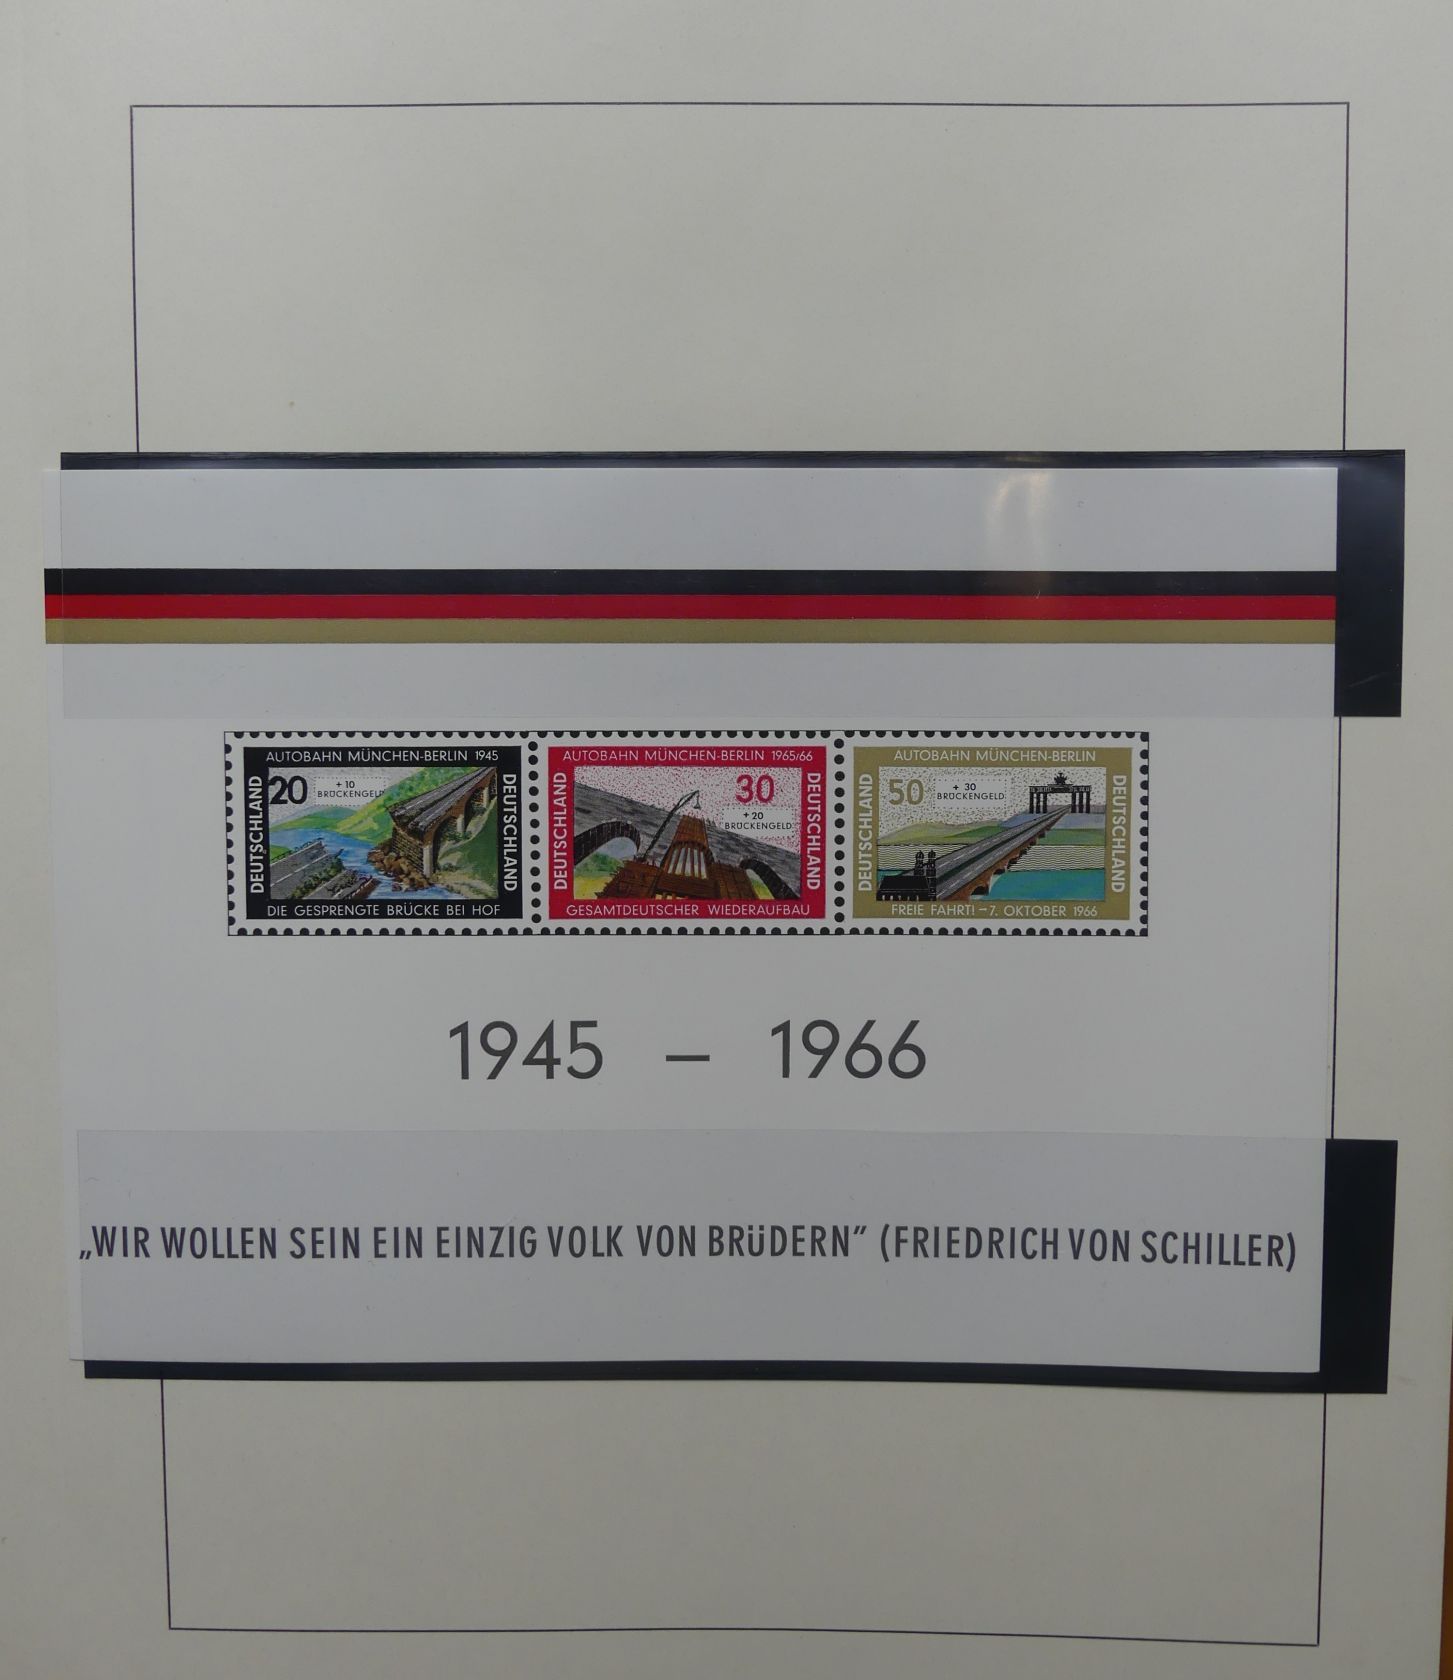 AUTOBAHN MÜNCHEN-BERLIN 1945
20
+ 10
BRÜCKENGELD
DEUTSCHLAND
DEUTSCHLAND
DIE GESPRENGTE BRÜCKE BEI HOF
AUTOBAHN MÜNCHEN-BERLIN 1965/66
30
+ 20
BRÜCKENGELD
DEUTSCHLAND
DEUTSCHLAND
GESAMTDEUTSCHER WIEDERAUFBAU
AUTOBAHN MÜNCHEN-BERLIN
50
+ 30
BRÜCKENGELD
DEUTSCHLAND
DEUTSCHLAND
FREIE FAHRT! - 7. OKTOBER 1966
1945 – 1966
„WIR WOLLEN SEIN EIN EINZIG VOLK VON BRÜDERN” (FRIEDRICH VON SCHILLER)